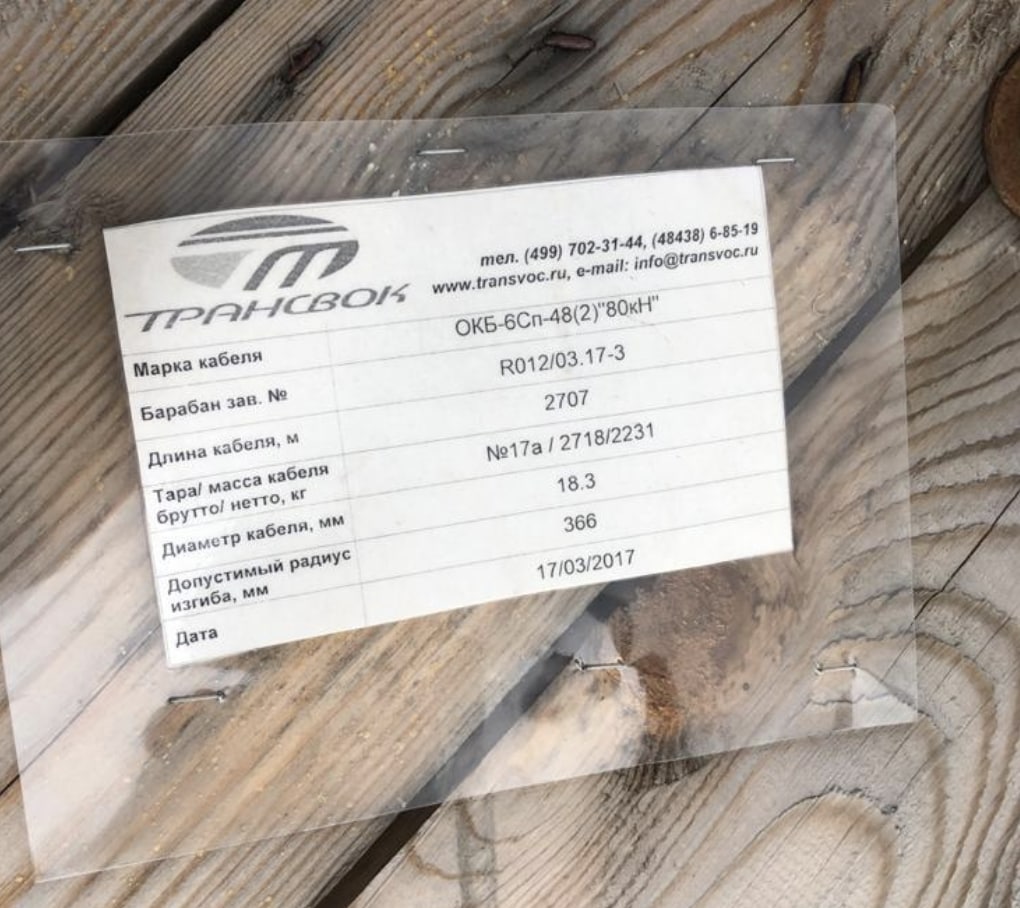 ТРАНСВОК
тел. (499) 702-31-44, (48438) 6-85-19
www.transvoc.ru, e-mail: info@transvoc.ru
Марка кабеля ОКБ-6Сп-48(2)"80кН"
Барабан зав. № R012/03.17-3
Длина кабеля, м 2707
Тара/ масса кабеля
брутто/ нетто, кг №17а / 2718/2231
Диаметр кабеля, мм 18.3
Допустимый радиус
изгиба, мм 366
Дата 17/03/2017